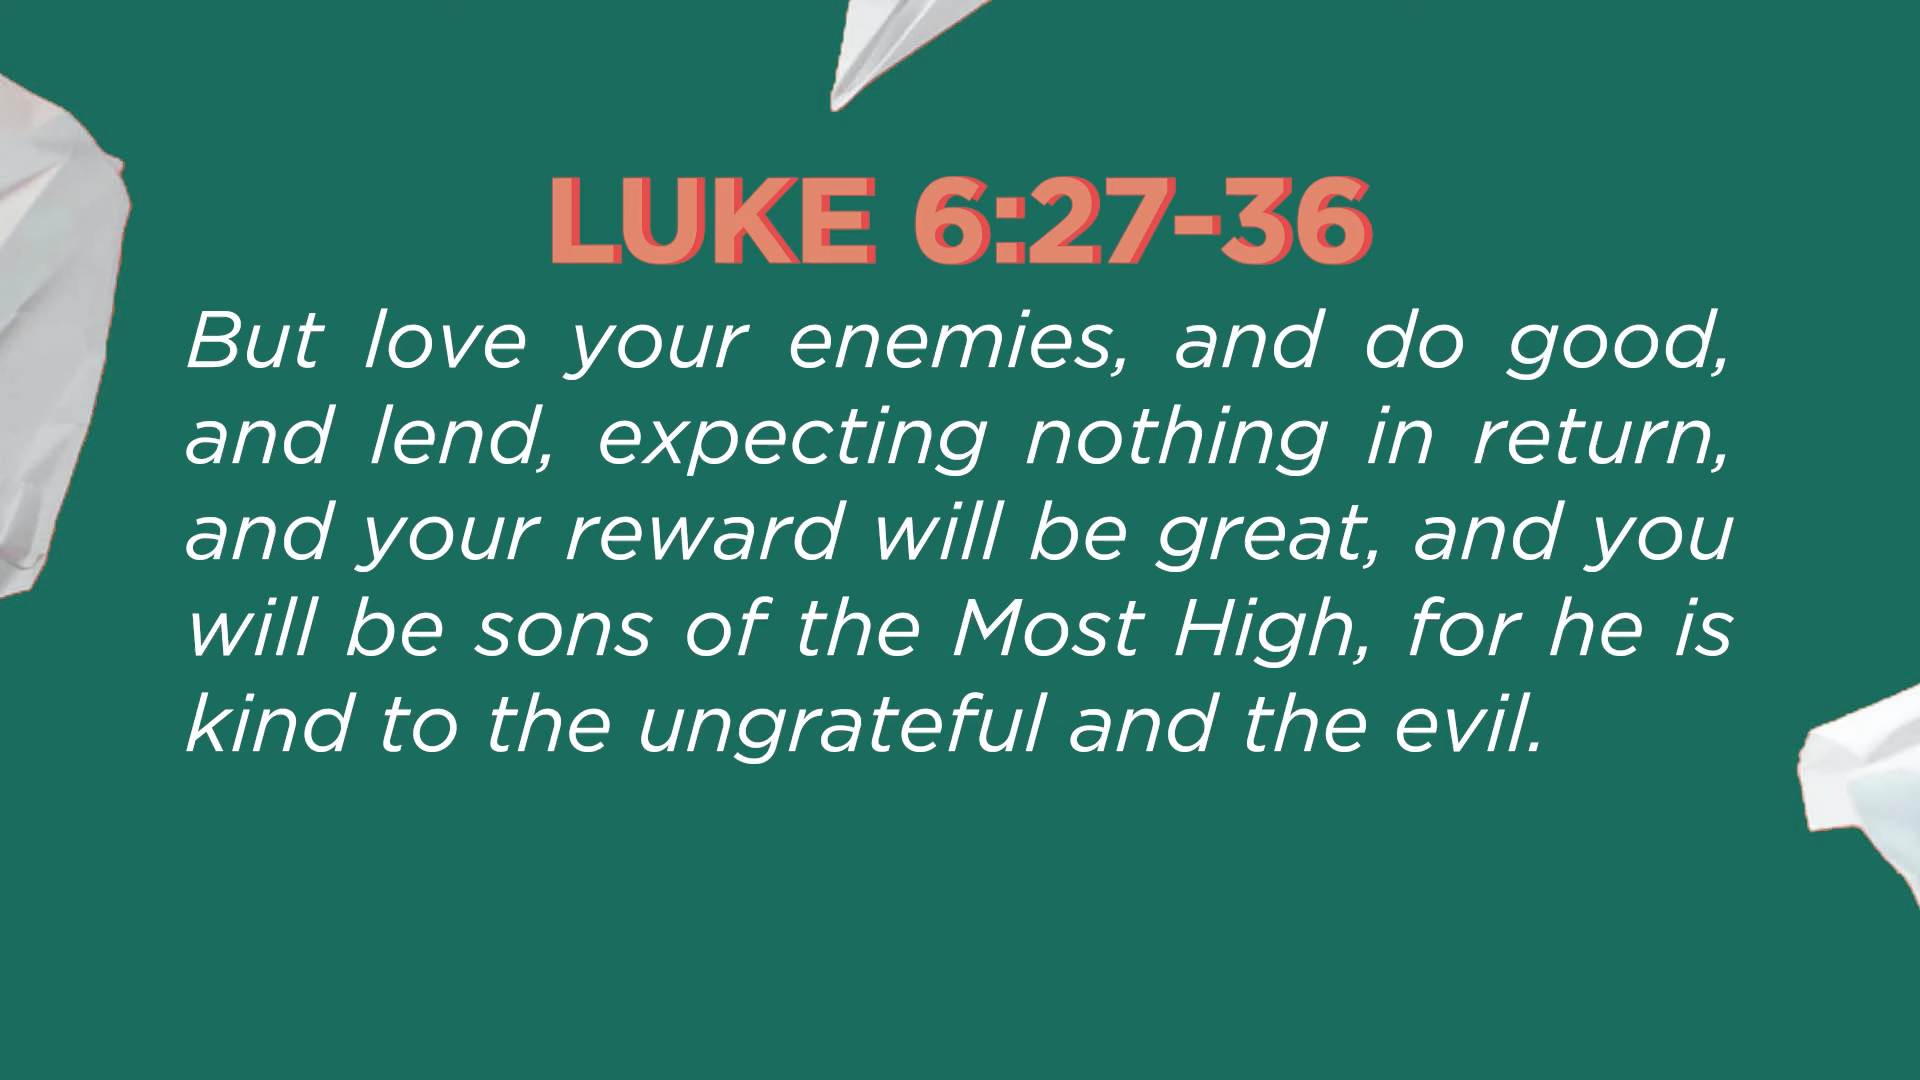 LUKE 6:27-36
But love your enemies, and do good,
and lend, expecting nothing in return,
and your reward will be great, and you
will be sons of the Most High, for he is
kind to the ungrateful and the evil.